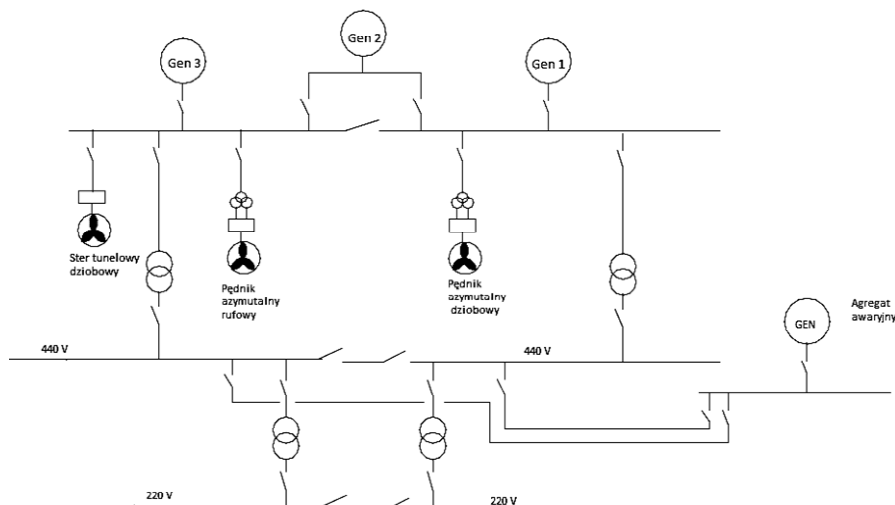 Gen 2
Gen 3
Gen 1
Ster tunelowy
dziobowy
Pędnik
azymutalny
rufowy
Pędnik
azymutalny
dziobowy
GEN
Agregat
awaryjny
440 V
440 V
220 V
220 V